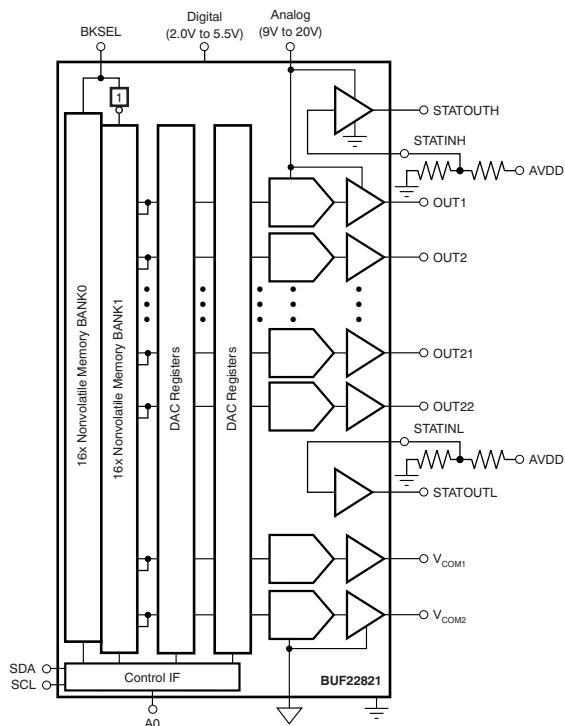 BKSEL
Digital
(2.0V to 5.5V)
Analog
(9V to 20V)
1
STATOUTH
STATINH
AVDD
OUT1
OUT2
16x Nonvolatile Memory BANK0
16x Nonvolatile Memory BANK1
DAC Registers
DAC Registers
OUT21
OUT22
STATINL
AVDD
STATOUTL
VCOM1
VCOM2
SDA
SCL
Control IF
BUF22821
A0